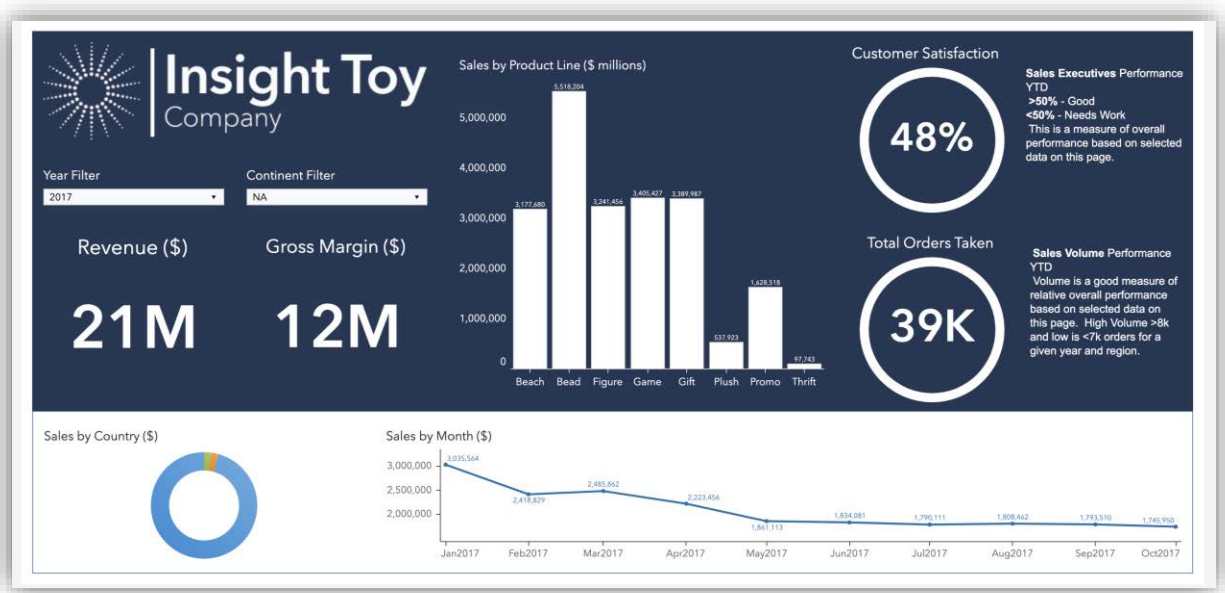 Insight Toy
Company
Year Filter
Continent Filter
2017
NA
Revenue ($)
Gross Margin ($)
21M
12M
Sales by Product Line ($ millions)
5,000,000
4,000,000
3,000,000
2,000,000
1,000,000
0
3,177,680
5,518,204
3,241,456
3,405,427
3,389,987
537,923
1,628,518
97,743
Beach
Bead
Figure
Game
Gift
Plush
Promo
Thrift
Customer Satisfaction
48%
Sales Executives Performance
YTD
>50% - Good
<50% - Needs Work
This is a measure of overall
performance based on selected
data on this page.
Total Orders Taken
39K
Sales Volume Performance
YTD
Volume is a good measure of
relative overall performance
based on selected data on
this page. High Volume >8k
and low is <7k orders for a
given year and region.
Sales by Country ($)
Sales by Month ($)
3,000,000
2,500,000
2,000,000
3,035,564
2,418,829
2,485,862
2,223,456
1,861,113
1,834,081
1,790,111
1,808,462
1,793,510
1,745,950
Jan2017
Feb2017
Mar2017
Apr2017
May2017
Jun2017
Jul2017
Aug2017
Sep2017
Oct2017